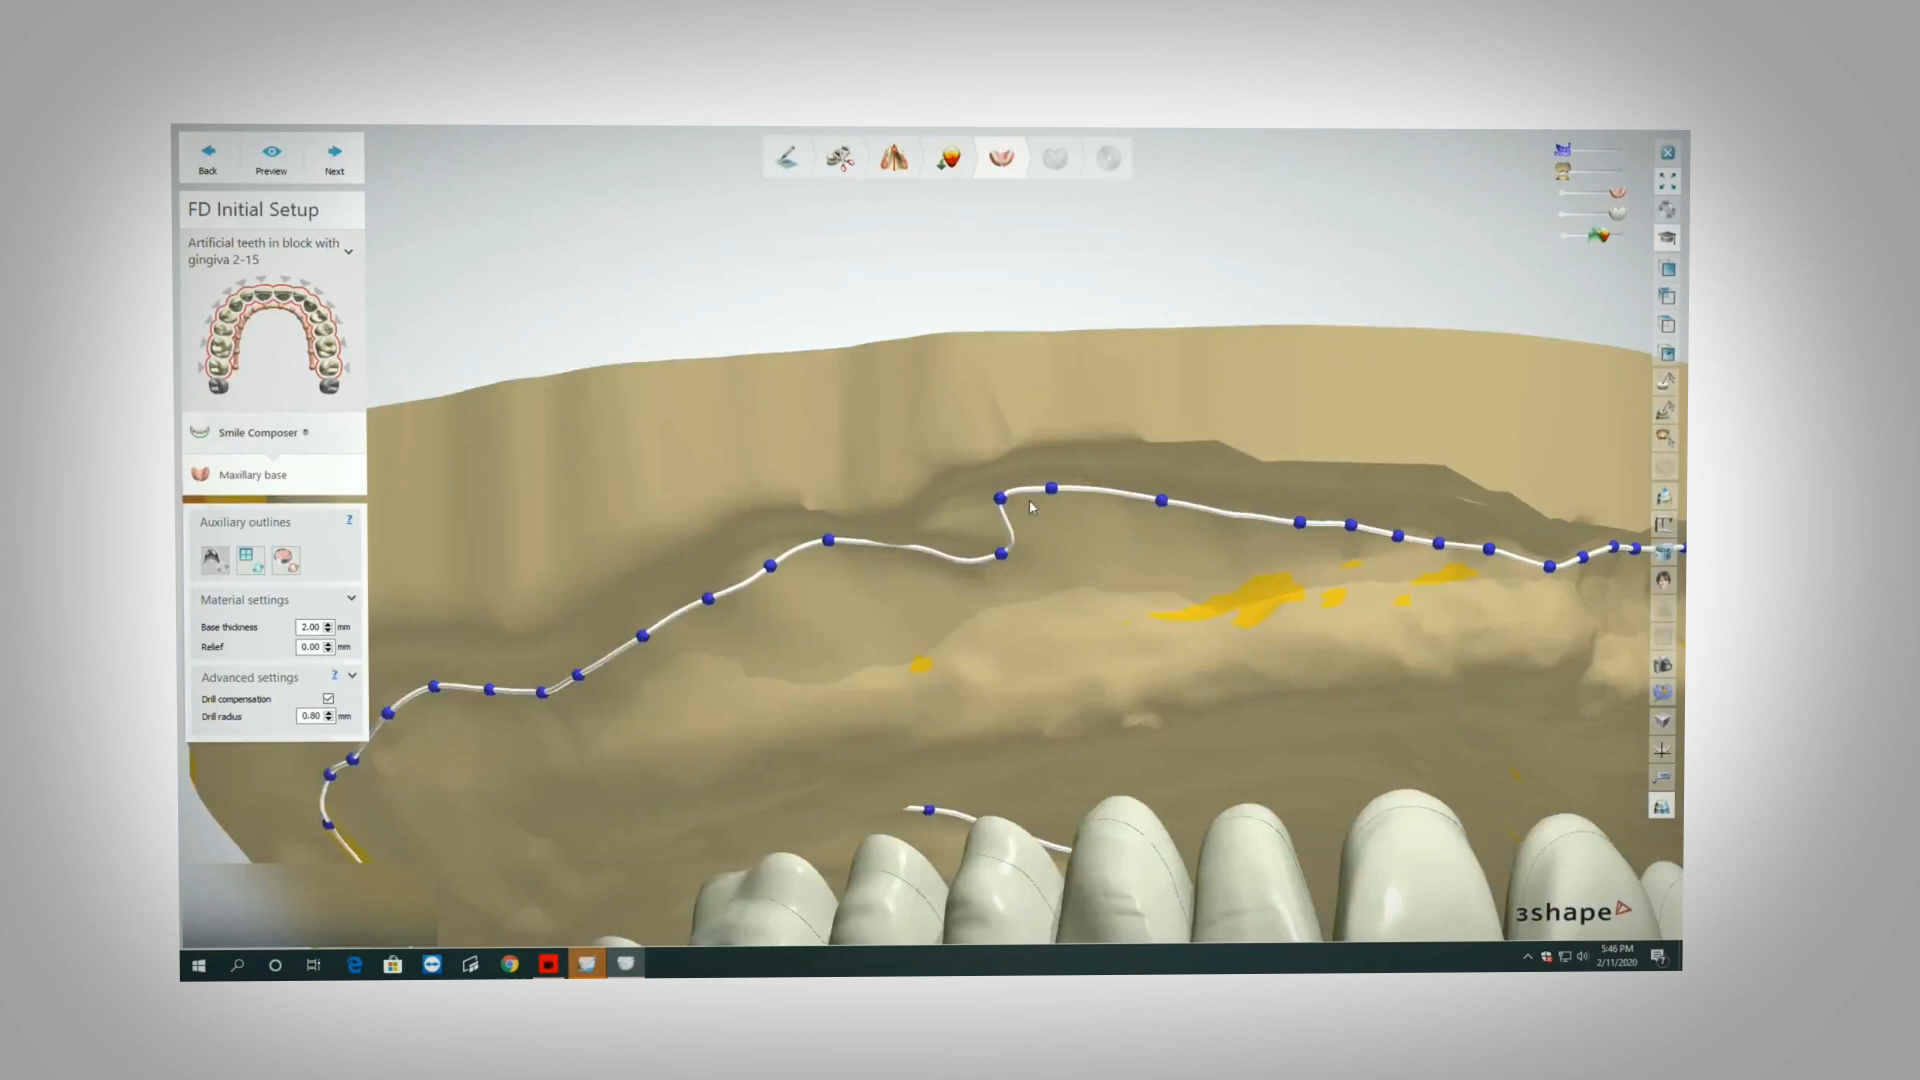 Back
Preview
Next
FD Initial Setup
Artificial teeth in block with
gingiva 2-15
Smile Composer ®
Maxillary base
Auxiliary outlines
?
Material settings
Base thickness
2.00
mm
Relief
0.00
mm
Advanced settings
?
Drill compensation
Drill radius
0.80
mm
3shape
5:46 PM
2/11/2020